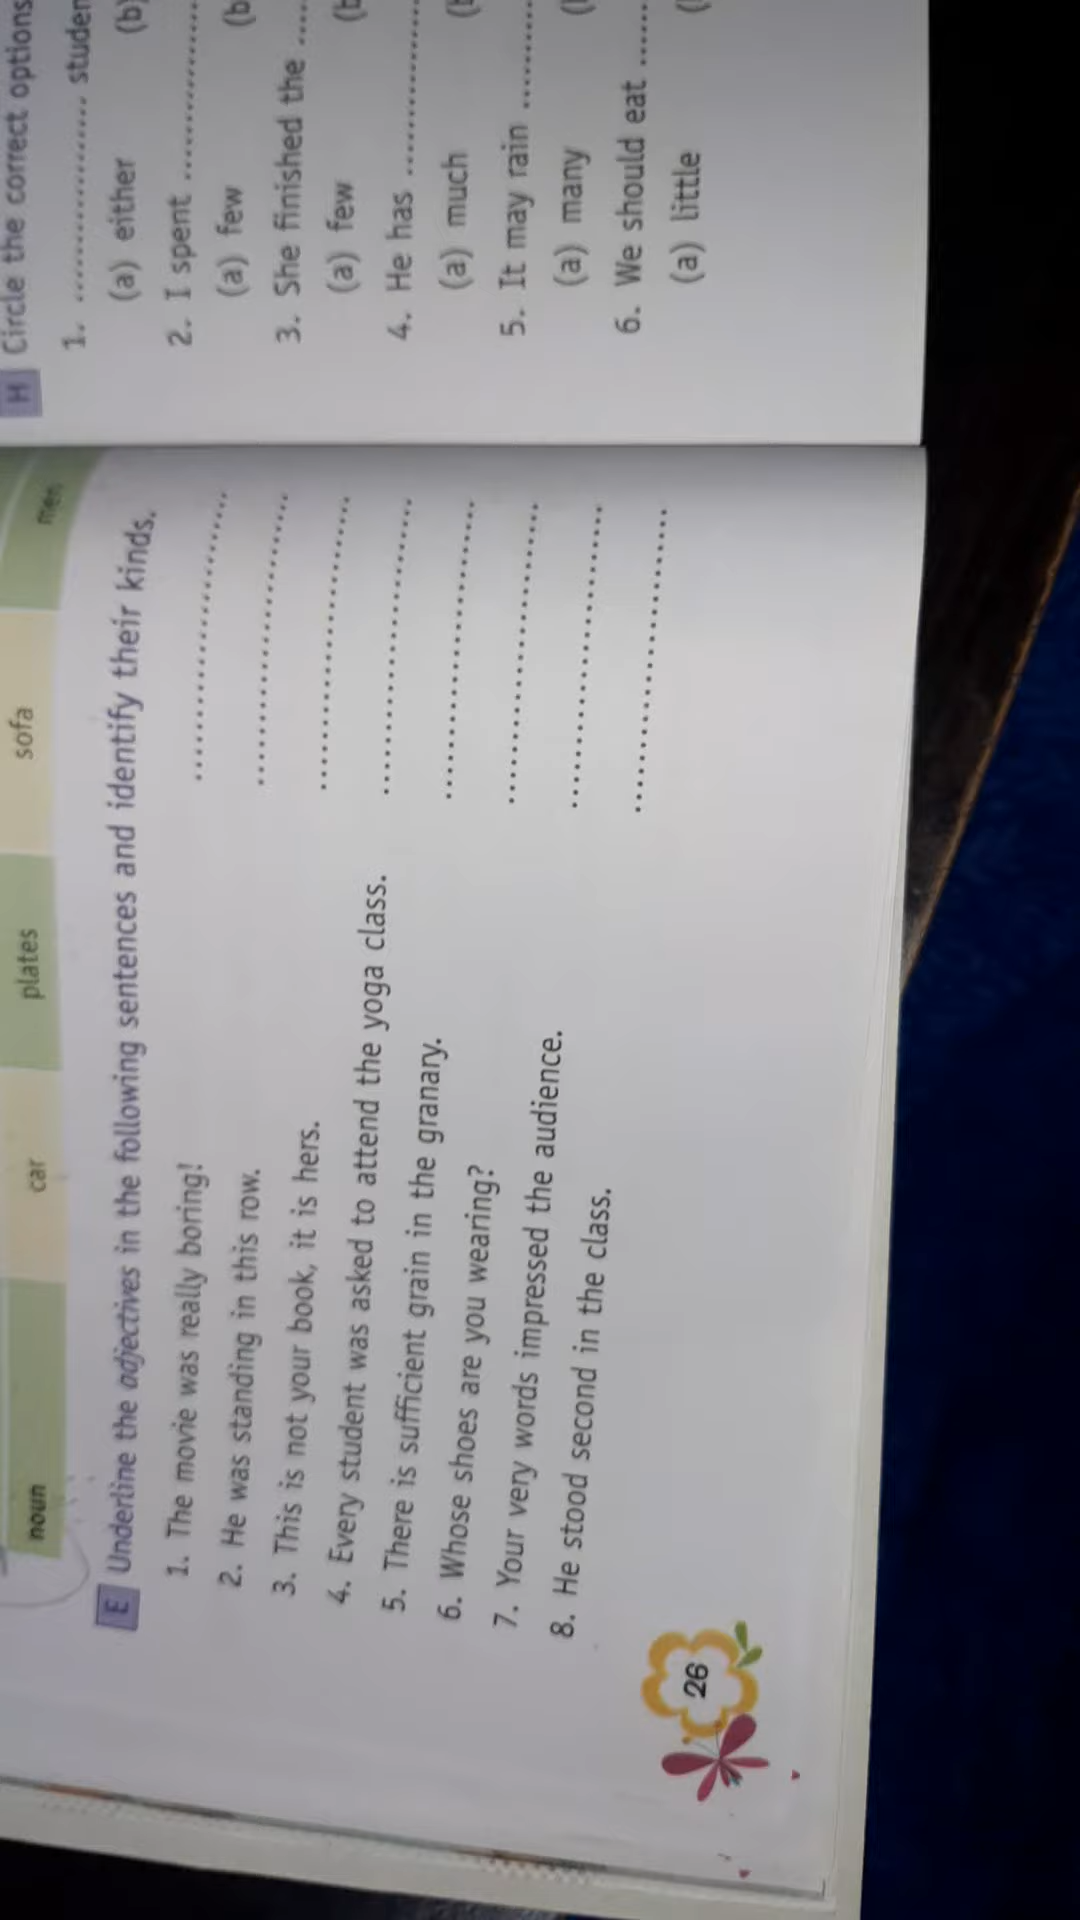 noun car plates sofa men
E Underline the adjectives in the following sentences and identify their kinds.
1. The movie was really boring! ..............................
2. He was standing in this row. ..............................
3. This is not your book, it is hers. ..............................
4. Every student was asked to attend the yoga class. ..............................
5. There is sufficient grain in the granary. ..............................
6. Whose shoes are you wearing? ..............................
7. Your very words impressed the audience. ..............................
8. He stood second in the class. ..............................
26
H Circle the correct options
1. .................... studen
(a) either (b)
2. I spent ....................
(a) few (b
3. She finished the .....
(a) few (b
4. He has ....................
(a) much (b
5. It may rain ..........
(a) many (
6. We should eat ......
(a) little (